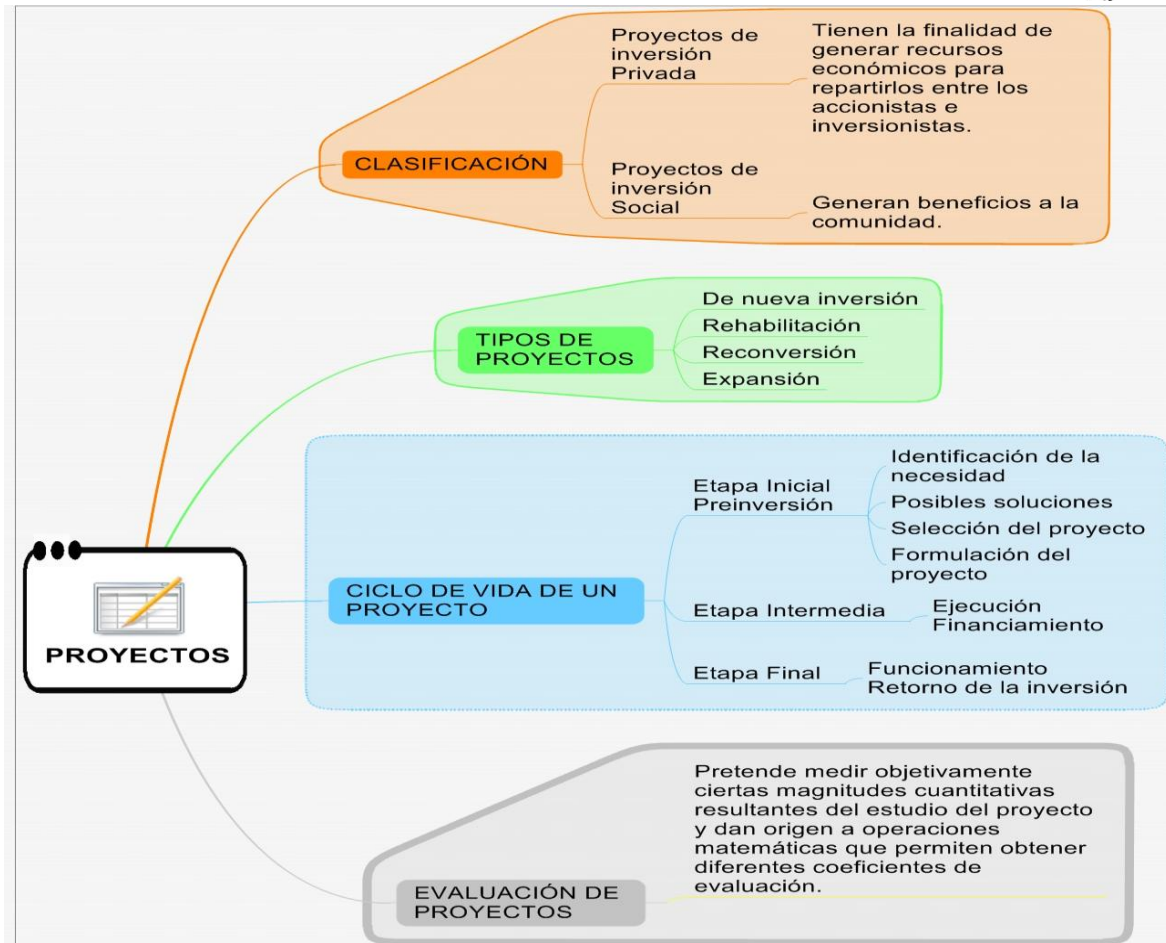 Proyectos de
inversión
Privada
Tienen la finalidad de
generar recursos
económicos para
repartirlos entre los
accionistas e
inversionistas.
CLASIFICACIÓN
Proyectos de
inversión
Social
Generan beneficios a la
comunidad.
TIPOS DE
PROYECTOS
De nueva inversión
Rehabilitación
Reconversión
Expansión
CICLO DE VIDA DE UN
PROYECTO
Etapa Inicial
Preinversión
Identificación de la
necesidad
Posibles soluciones
Selección del proyecto
Formulación del
proyecto
Etapa Intermedia
Ejecución
Financiamiento
Etapa Final
Funcionamiento
Retorno de la inversión
PROYECTOS
EVALUACIÓN DE
PROYECTOS
Pretende medir objetivamente
ciertas magnitudes cuantitativas
resultantes del estudio del proyecto
y dan origen a operaciones
matemáticas que permiten obtener
diferentes coeficientes de
evaluación.